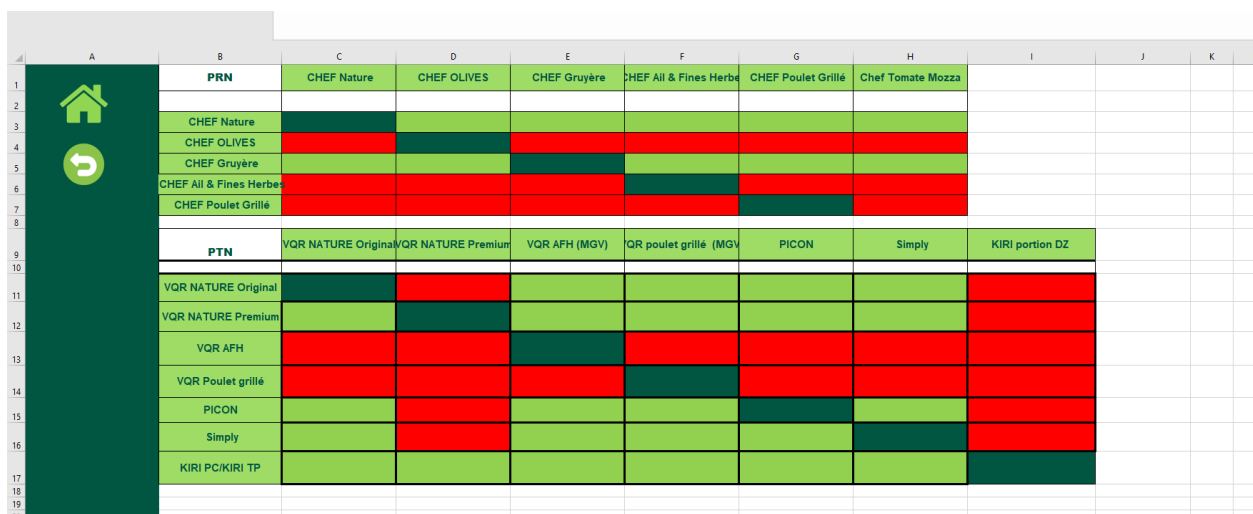 A B C D E F G H I J K
1 PRN CHEF Nature CHEF OLIVES CHEF Gruyère CHEF Ail & Fines Herbe CHEF Poulet Grillé Chef Tomate Mozza
2
3 CHEF Nature
4 CHEF OLIVES
5 CHEF Gruyère
6 CHEF Ail & Fines Herbes
7 CHEF Poulet Grillé
8
9 PTN VQR NATURE Original VQR NATURE Premium VQR AFH (MGV) VQR poulet grillé (MGV PICON Simply KIRI portion DZ
10
11 VQR NATURE Original
12 VQR NATURE Premium
13 VQR AFH
14 VQR Poulet grillé
15 PICON
16 Simply
17 KIRI PC/KIRI TP
18
19